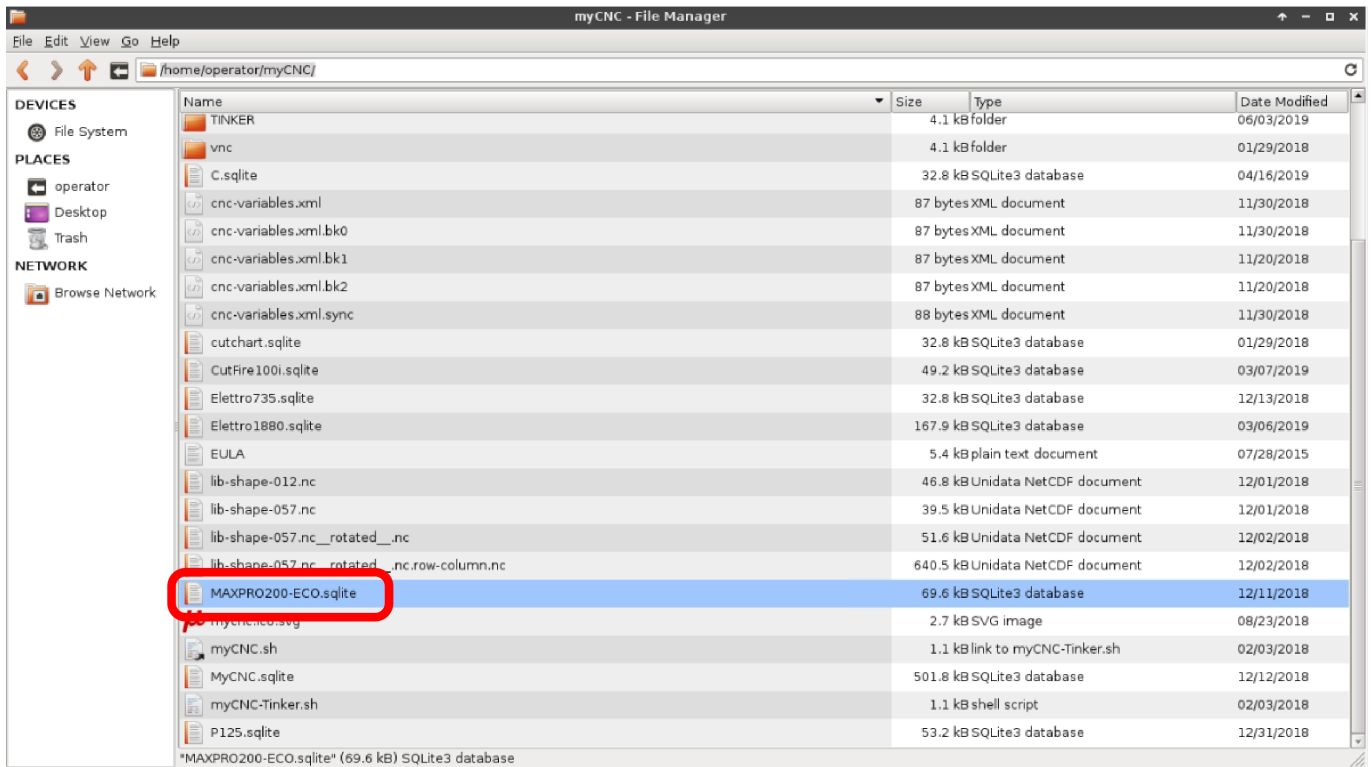 myCNC - File Manager
File Edit View Go Help
/home/operator/myCNC/
DEVICES
File System
PLACES
operator
Desktop
Trash
NETWORK
Browse Network
Name Size Type Date Modified
TINKER 4.1 kB folder 06/03/2019
vnc 4.1 kB folder 01/29/2018
C.sqlite 32.8 kB SQLite3 database 04/16/2019
cnc-variables.xml 87 bytes XML document 11/30/2018
cnc-variables.xml.bk0 87 bytes XML document 11/30/2018
cnc-variables.xml.bk1 87 bytes XML document 11/20/2018
cnc-variables.xml.bk2 87 bytes XML document 11/20/2018
cnc-variables.xml.sync 88 bytes XML document 11/30/2018
cutchart.sqlite 32.8 kB SQLite3 database 01/29/2018
CutFire100i.sqlite 49.2 kB SQLite3 database 03/07/2019
Elettro735.sqlite 32.8 kB SQLite3 database 12/13/2018
Elettro1880.sqlite 167.9 kB SQLite3 database 03/06/2019
EULA 5.4 kB plain text document 07/28/2015
lib-shape-012.nc 46.8 kB Unidata NetCDF document 12/01/2018
lib-shape-057.nc 39.5 kB Unidata NetCDF document 12/01/2018
lib-shape-057.nc__rotated__.nc 51.6 kB Unidata NetCDF document 12/02/2018
lib-shape-057.nc__rotated__.nc.row-column.nc 640.5 kB Unidata NetCDF document 12/02/2018
MAXPRO200-ECO.sqlite 69.6 kB SQLite3 database 12/11/2018
mycnc.ico.svg 2.7 kB SVG image 08/23/2018
myCNC.sh 1.1 kB link to myCNC-Tinker.sh 02/03/2018
MyCNC.sqlite 501.8 kB SQLite3 database 12/12/2018
myCNC-Tinker.sh 1.1 kB shell script 02/03/2018
P125.sqlite 53.2 kB SQLite3 database 12/31/2018
"MAXPRO200-ECO.sqlite" (69.6 kB) SQLite3 database